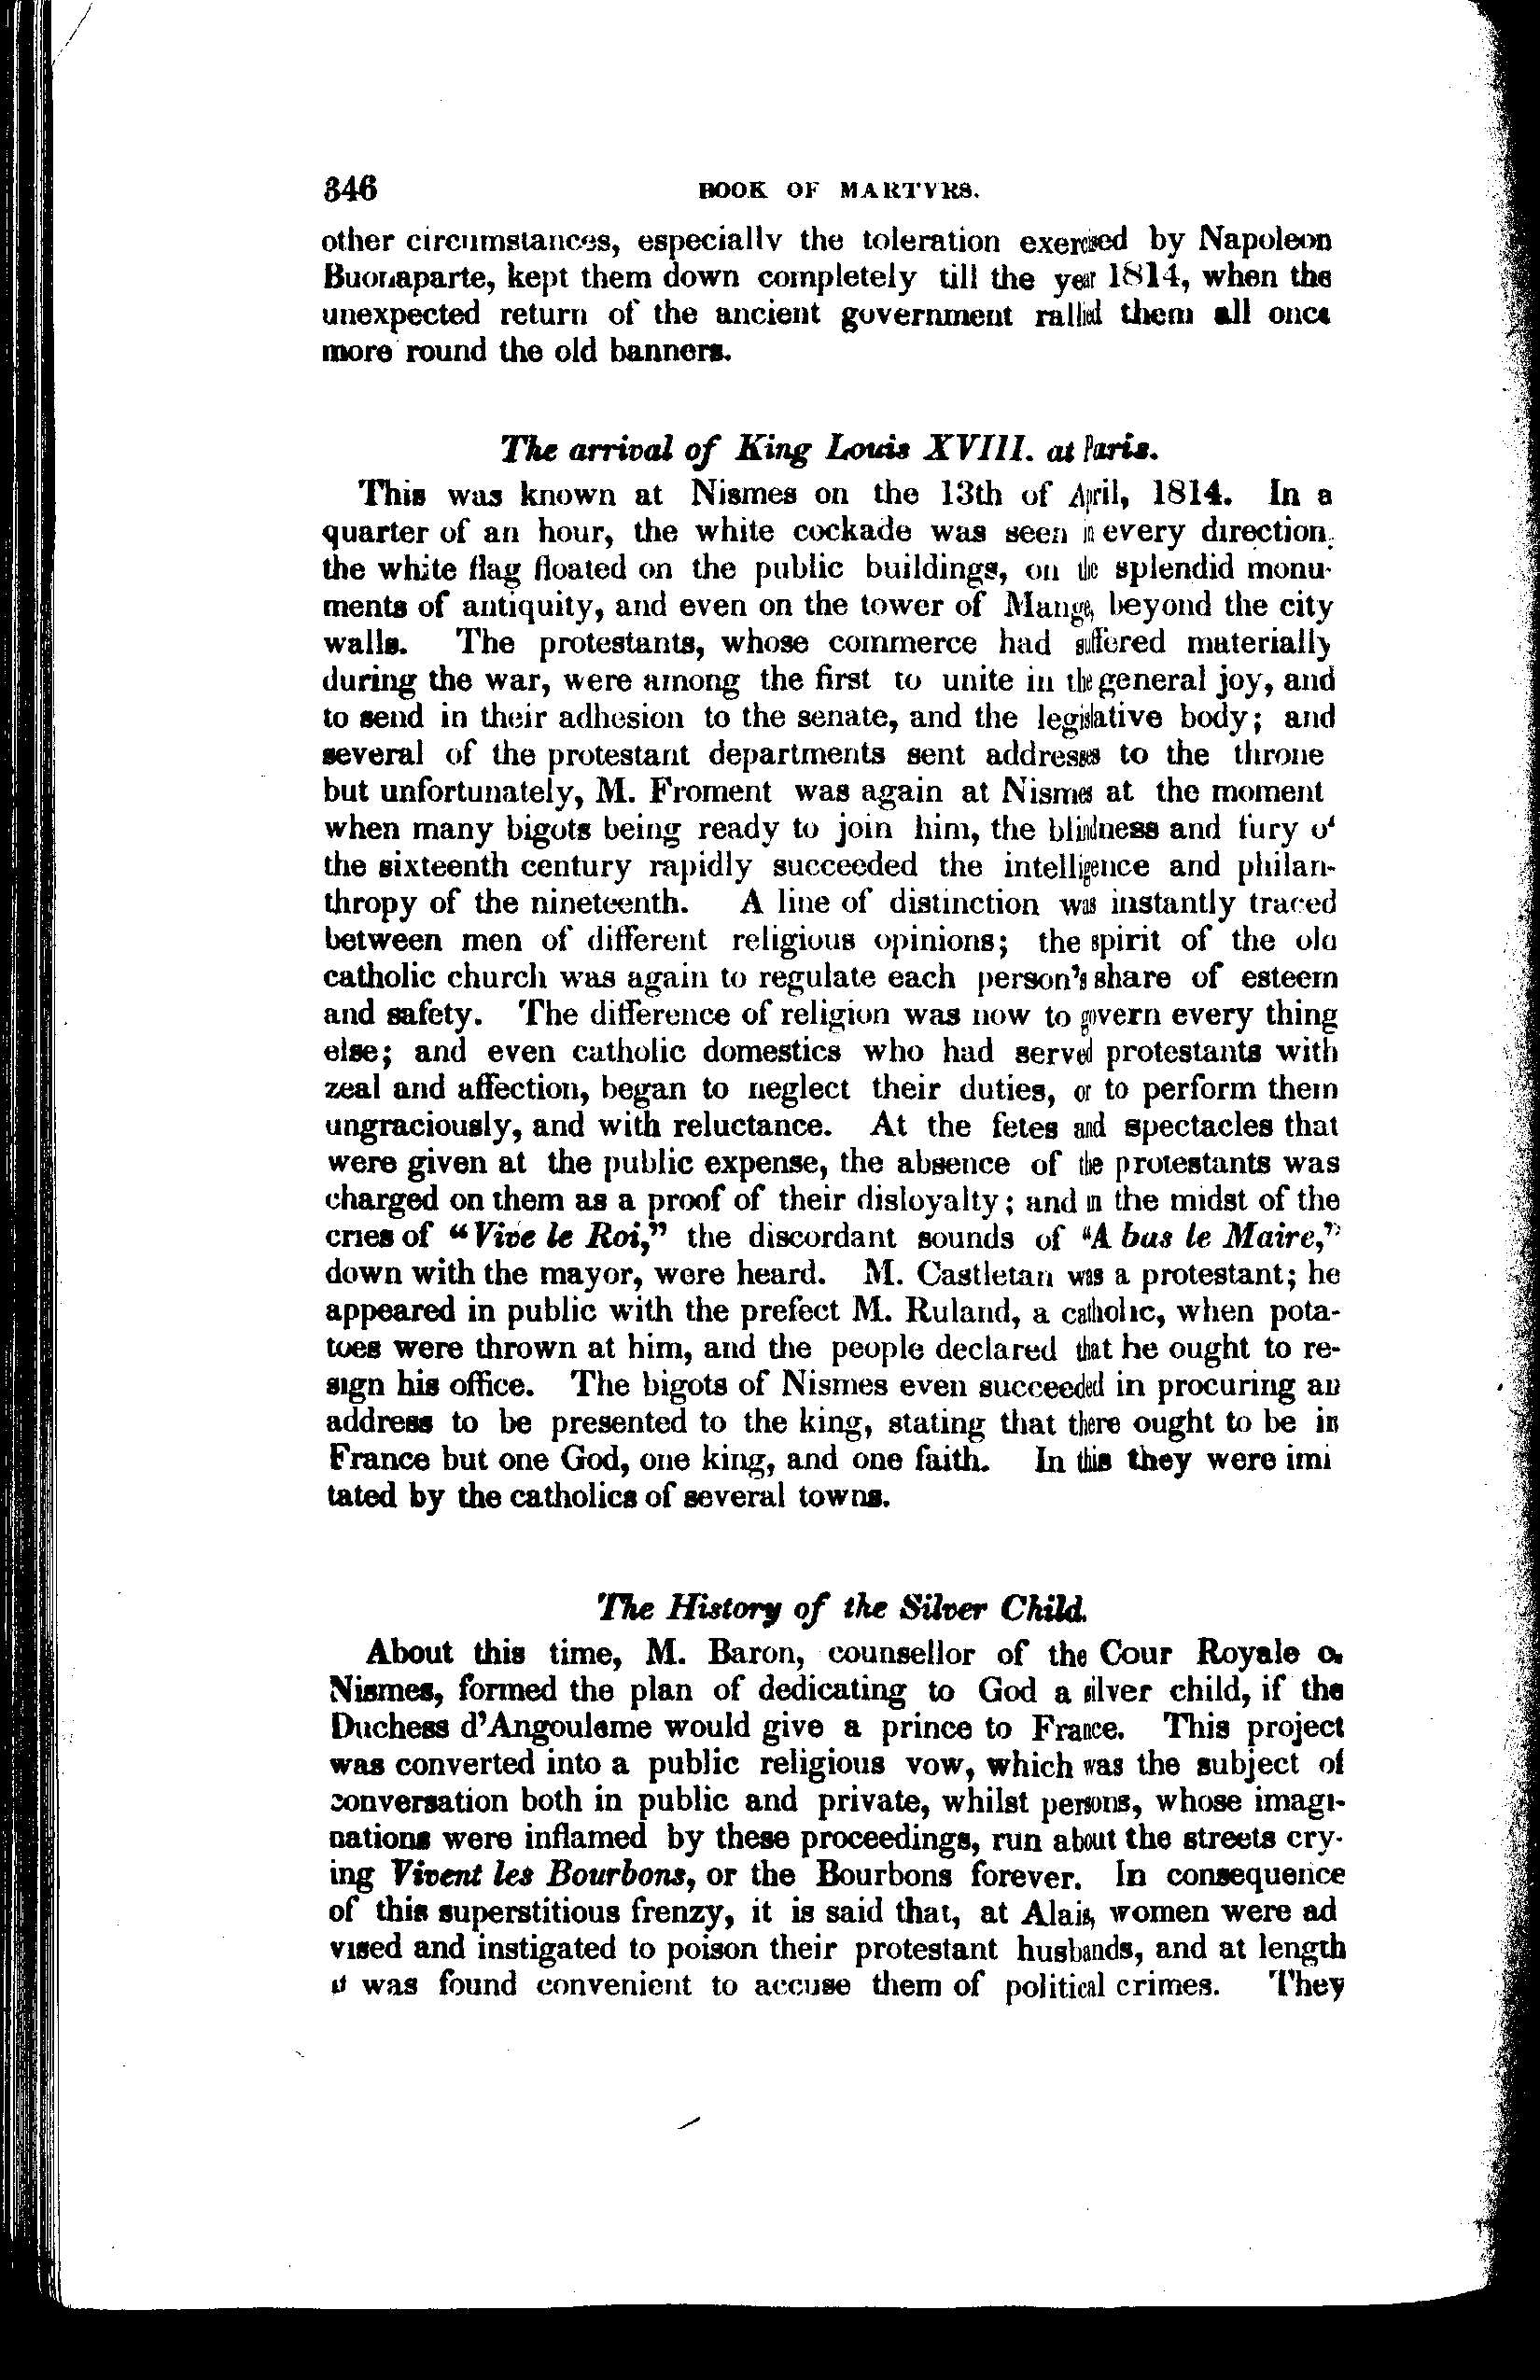 346 BOOK OF MARTYRS.
other circumstances, especially the toleration exercised by Napoleon
Buonaparte, kept them down completely till the year 1814, when the
unexpected return of the ancient government rallied them all once
more round the old banners.
The arrival of King Louis XVIII. at Paris.
This was known at Nismes on the 13th of April, 1814. In a
quarter of an hour, the white cockade was seen in every direction,
the white flag floated on the public buildings, on the splendid monu-
ments of antiquity, and even on the tower of Mange, beyond the city
walls. The protestants, whose commerce had suffered materially
during the war, were among the first to unite in the general joy, and
to send in their adhesion to the senate, and the legislative body; and
several of the protestant departments sent addresses to the throne
but unfortunately, M. Froment was again at Nismes at the moment
when many bigots being ready to join him, the blindness and fury of
the sixteenth century rapidly succeeded the intelligence and philan-
thropy of the nineteenth. A line of distinction was instantly traced
between men of different religious opinions; the spirit of the old
catholic church was again to regulate each person's share of esteem
and safety. The difference of religion was now to govern every thing
else; and even catholic domestics who had served protestants with
zeal and affection, began to neglect their duties, or to perform them
ungraciously, and with reluctance. At the fetes and spectacles that
were given at the public expense, the absence of the protestants was
charged on them as a proof of their disloyalty; and in the midst of the
cries of "Vive le Roi," the discordant sounds of "A bas le Maire,"
down with the mayor, were heard. M. Castletan was a protestant; he
appeared in public with the prefect M. Ruland, a catholic, when pota-
toes were thrown at him, and the people declared that he ought to re-
sign his office. The bigots of Nismes even succeeded in procuring an
address to be presented to the king, stating that there ought to be in
France but one God, one king, and one faith. In this they were imi
tated by the catholics of several towns.
The History of the Silver Child.
About this time, M. Baron, counsellor of the Cour Royale of
Nismes, formed the plan of dedicating to God a silver child, if the
Duchess d'Angouleme would give a prince to France. This project
was converted into a public religious vow, which was the subject of
conversation both in public and private, whilst persons, whose imagi-
nations were inflamed by these proceedings, run about the streets cry-
ing Vivent les Bourbons, or the Bourbons forever. In consequence
of this superstitious frenzy, it is said that, at Alais, women were ad
vised and instigated to poison their protestant husbands, and at length
it was found convenient to accuse them of political crimes. They